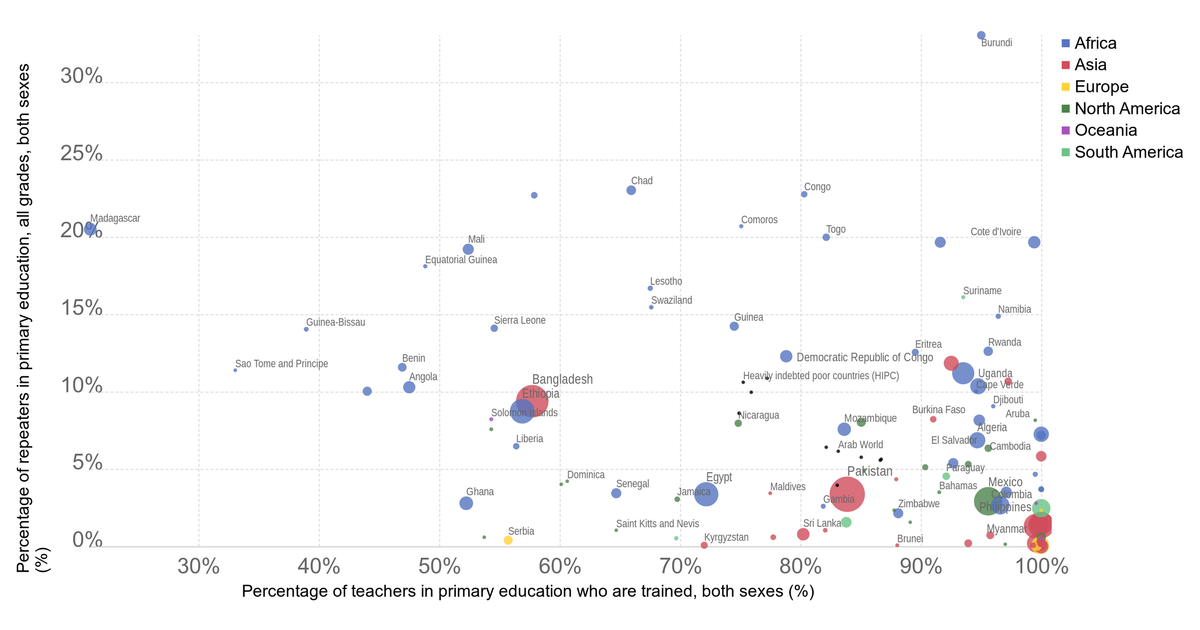 Burundi
Africa
Asia
Europe
North America
Oceania
South America
30%
25%
Chad
Congo
Madagascar
Comoros
Togo
Cote d'Ivoire
20%
Mali
Equatorial Guinea
Lesotho
Suriname
Swaziland
Namibia
15%
Guinea-Bissau
Sierra Leone
Guinea
Eritrea
Rwanda
Sao Tome and Principe
Benin
Democratic Republic of Congo
Angola
Bangladesh
Heavily indebted poor countries (HIPC)
Uganda
Cape Verde
10%
Ethiopia
Solomon Islands
Nicaragua
Mozambique
Burkina Faso
Djibouti
Aruba
Liberia
Arab World
El Salvador
Algeria
Cambodia
5%
Dominica
Senegal
Jamaica
Egypt
Maldives
Pakistan
Paraguay
Bahamas
Mexico
Colombia
Ghana
Gambia
Zimbabwe
Philippines
Serbia
Saint Kitts and Nevis
Kyrgyzstan
Sri Lanka
Brunei
Myanmar
0%
30%
40%
50%
60%
70%
80%
90%
100%
Percentage of teachers in primary education who are trained, both sexes (%)
Percentage of repeaters in primary education, all grades, both sexes
(%)